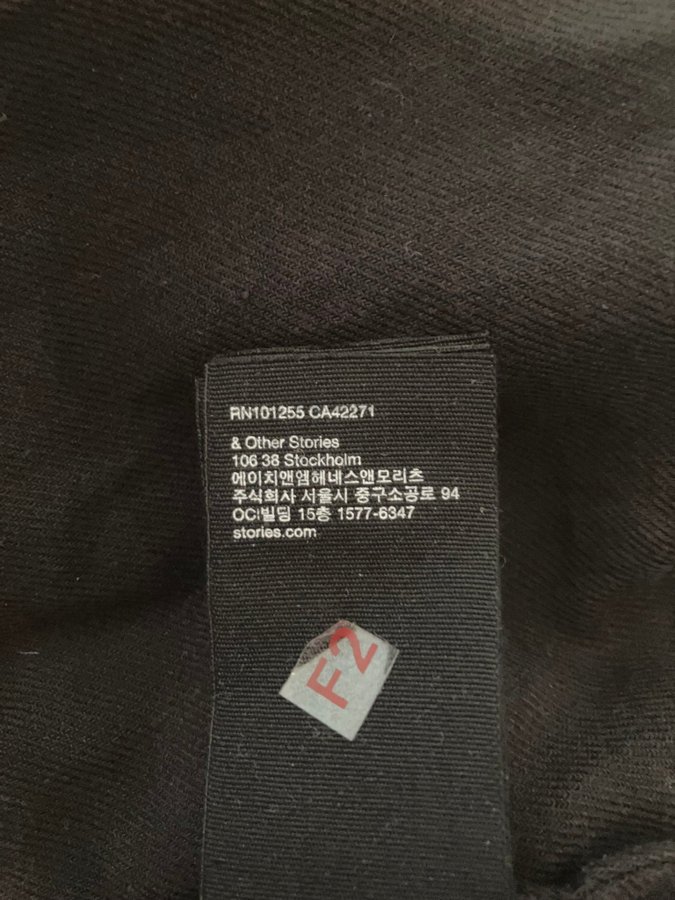 RN101255 CA42271
& Other Stories
106 38 Stockholm
에이치앤엠헤네스앤모리츠
주식회사 서울시 중구소공로 94
OCI빌딩 15층 1577-6347
stories.com
F2